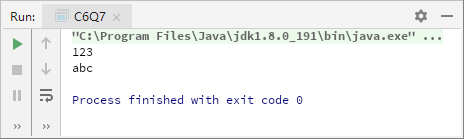 Run: C6Q7
"C:\Program Files\Java\jdk1.8.0_191\bin\java.exe" ...
123
abc
Process finished with exit code 0